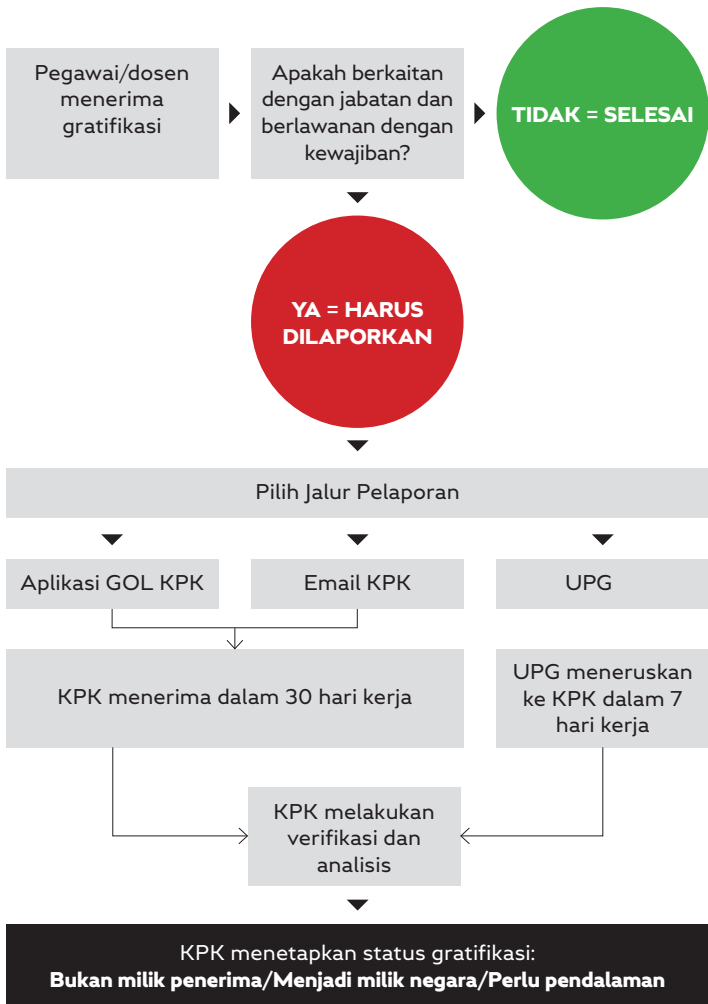 Pegawai/dosen
menerima
gratifikasi
Apakah berkaitan
dengan jabatan dan
berlawanan dengan
kewajiban?
TIDAK = SELESAI
YA = HARUS
DILAPORKAN
Pilih Jalur Pelaporan
Aplikasi GOL KPK
Email KPK
UPG
KPK menerima dalam 30 hari kerja
UPG meneruskan
ke KPK dalam 7
hari kerja
KPK melakukan
verifikasi dan
analisis
KPK menetapkan status gratifikasi:
Bukan milik penerima/Menjadi milik negara/Perlu pendalaman